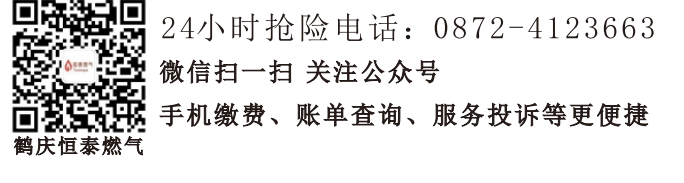 24小时抢险电话：0872-4123663
微信扫一扫 关注公众号
手机缴费、账单查询、服务投诉等更便捷
鹤庆恒泰燃气